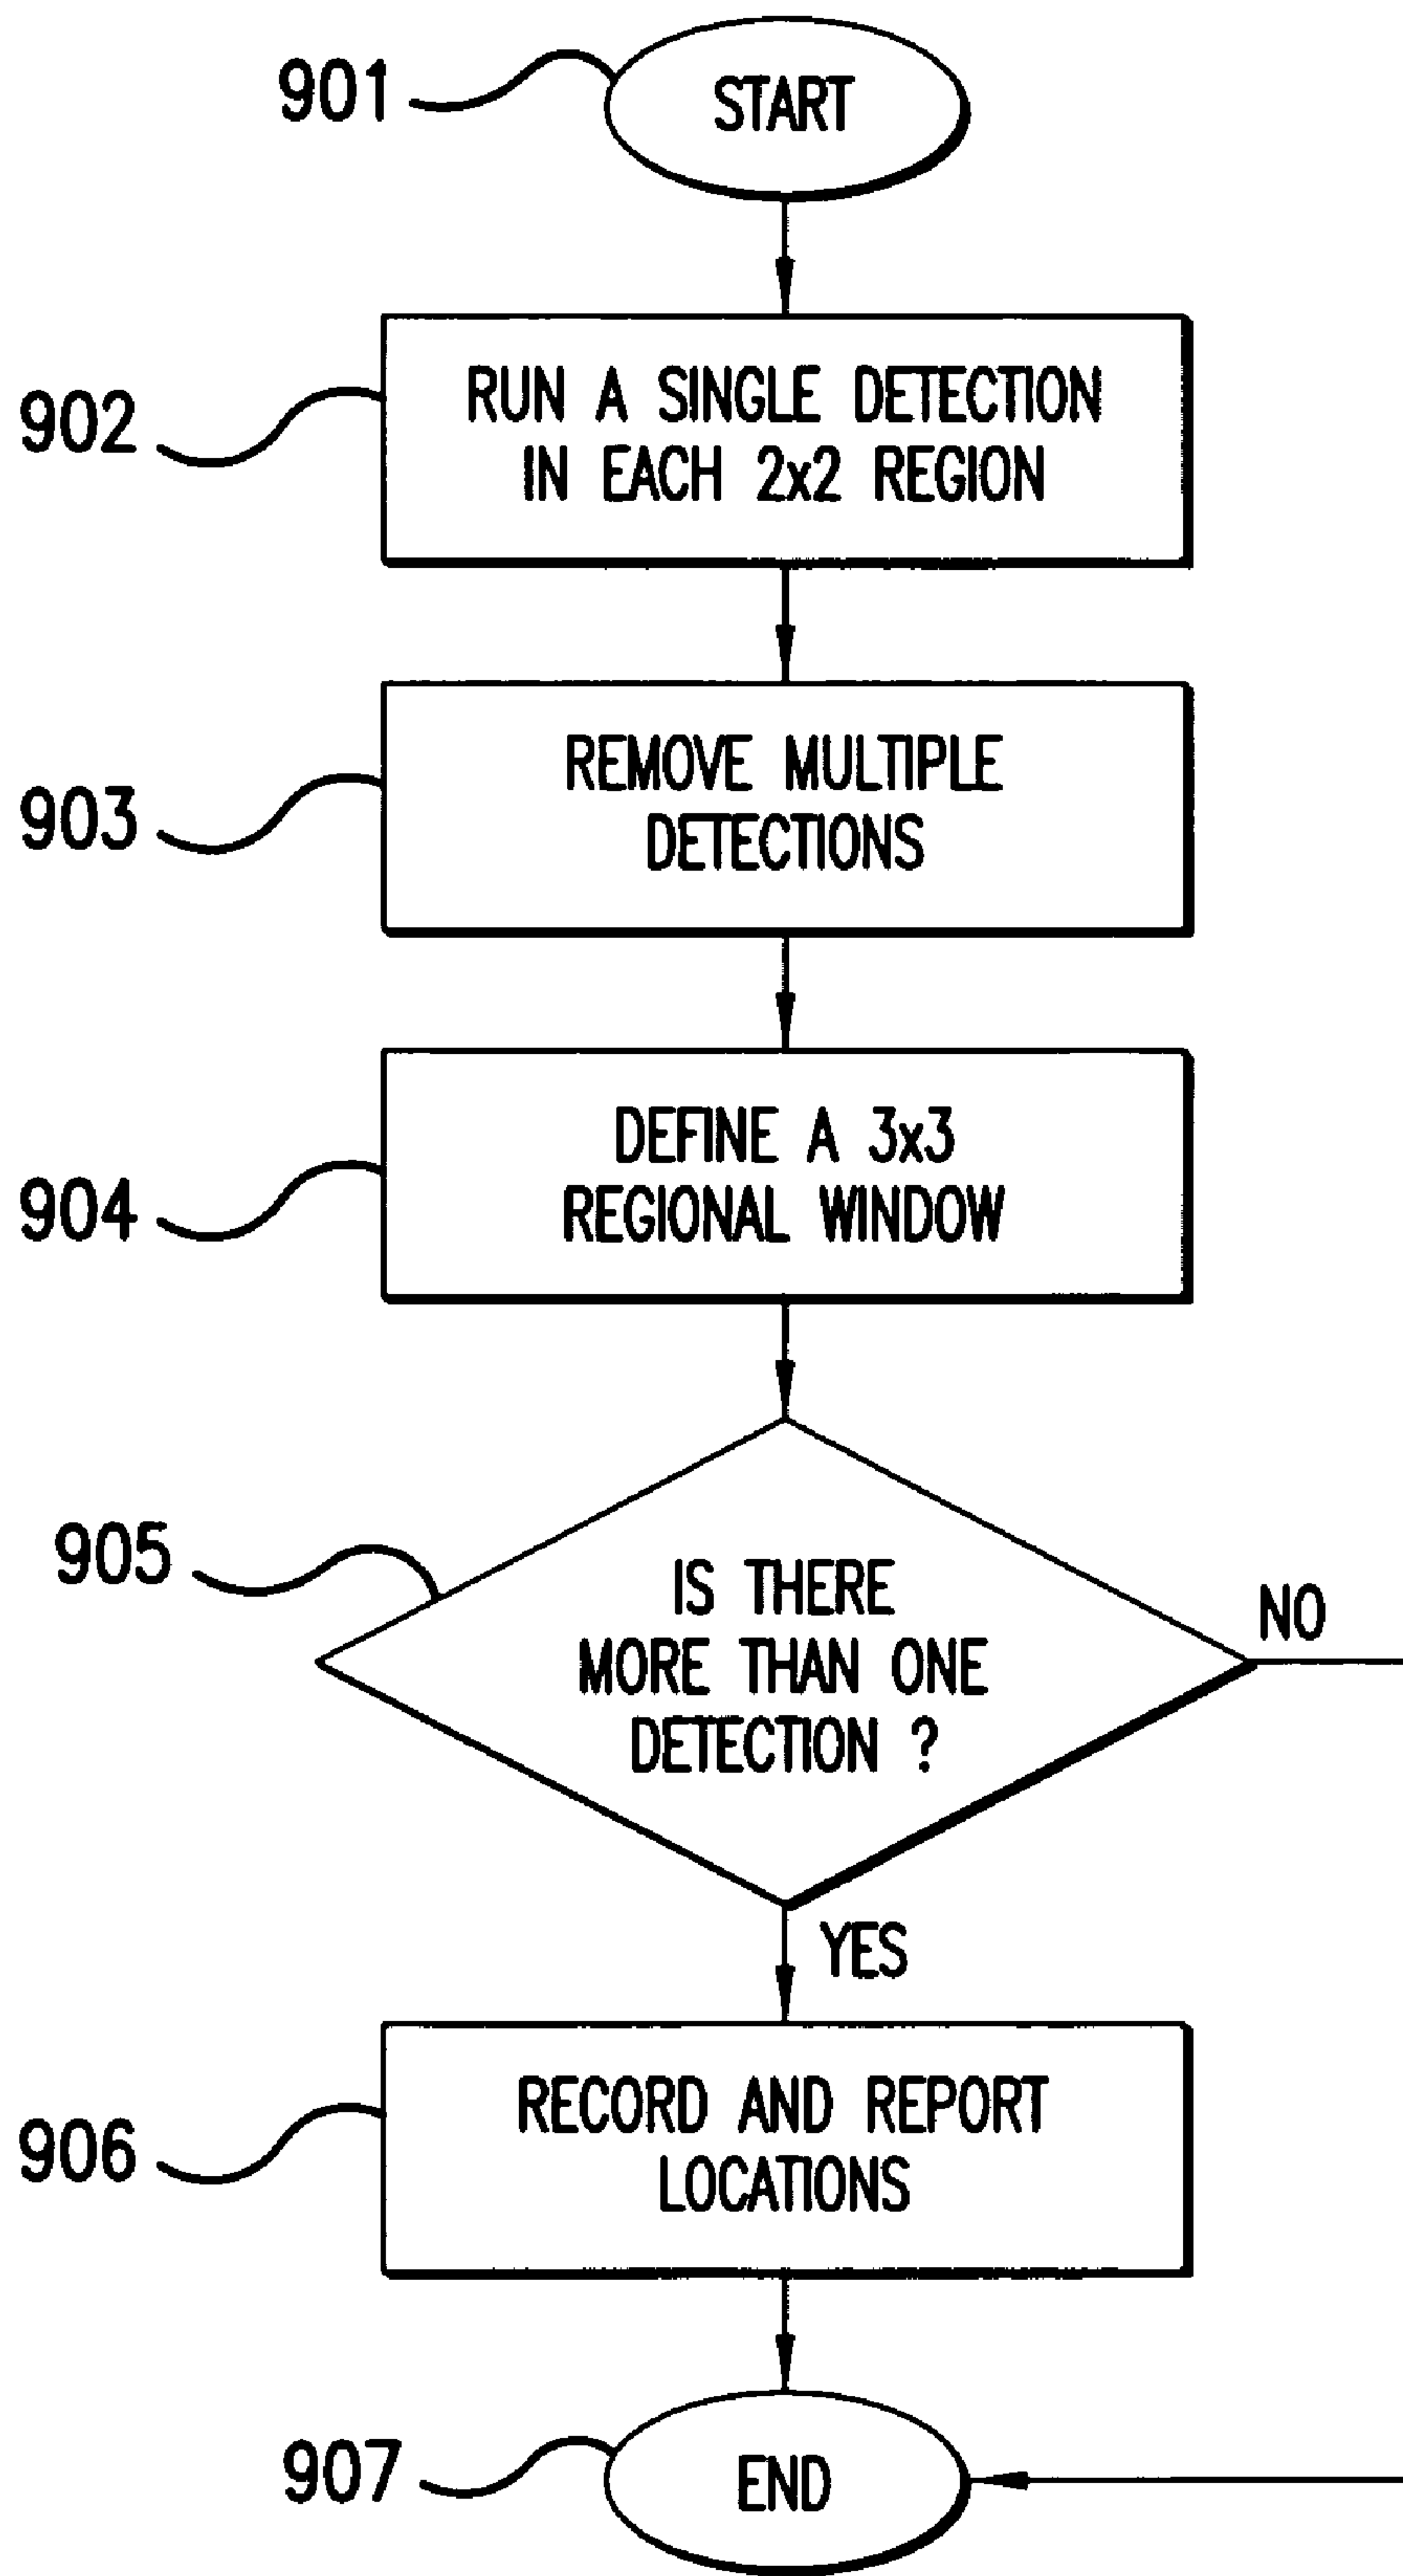 901
START
902
RUN A SINGLE DETECTION
IN EACH 2x2 REGION
903
REMOVE MULTIPLE
DETECTIONS
904
DEFINE A 3x3
REGIONAL WINDOW
905
IS THERE
MORE THAN ONE
DETECTION ?
NO
YES
906
RECORD AND REPORT
LOCATIONS
907
END